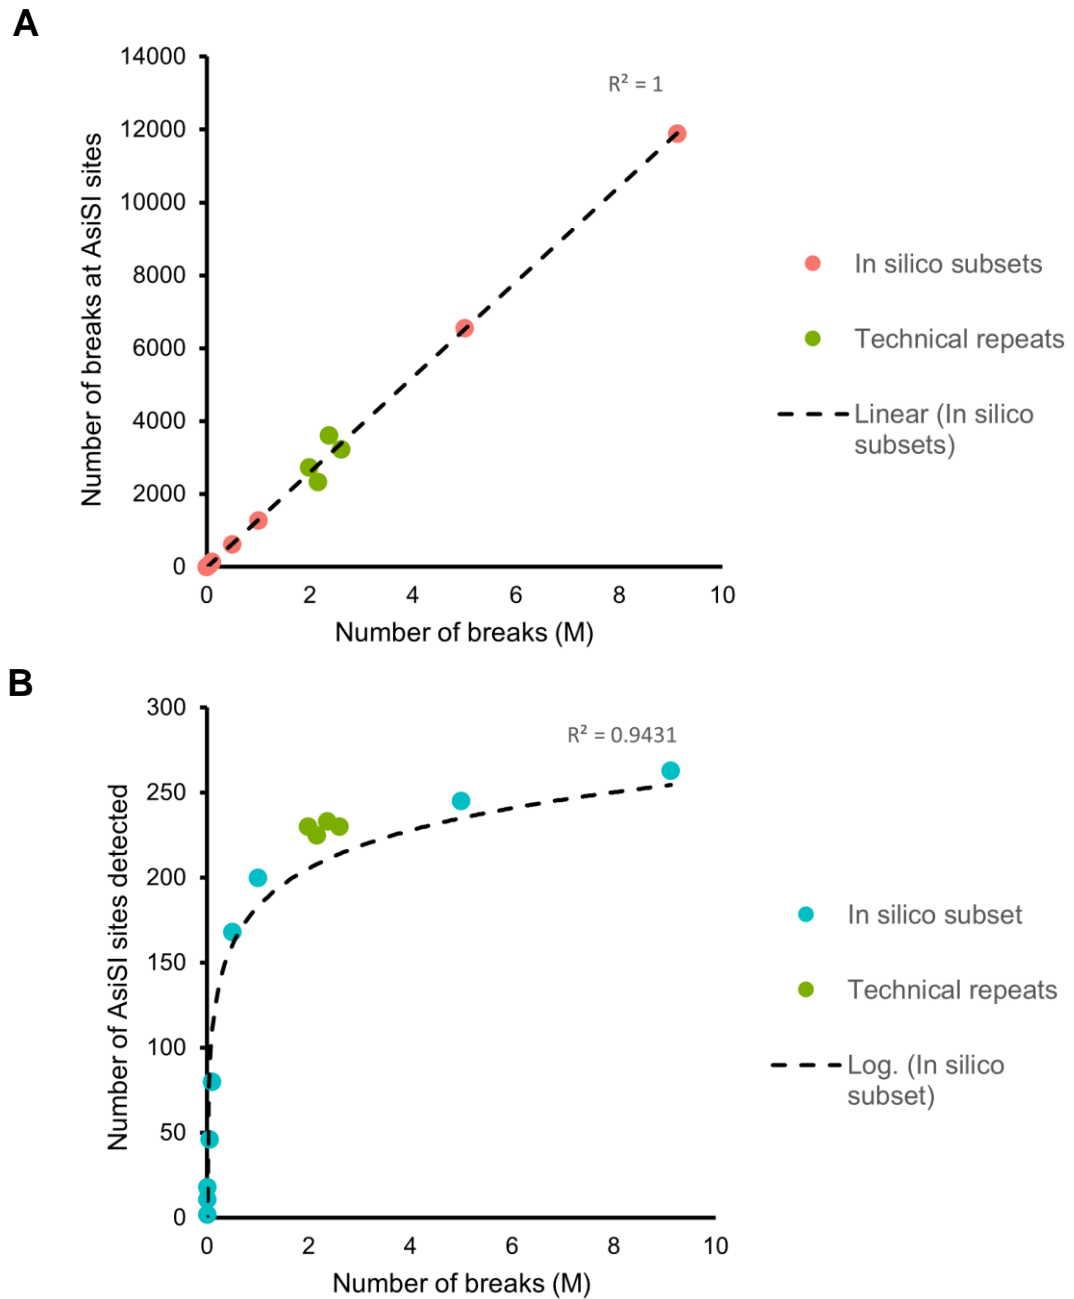 A
14000
12000
10000
8000
6000
4000
2000
0
Number of breaks at AsiSI sites
R² = 1
0 2 4 6 8 10
Number of breaks (M)
In silico subsets
Technical repeats
Linear (In silico
subsets)
B
300
250
200
150
100
50
0
Number of AsiSI sites detected
R² = 0.9431
0 2 4 6 8 10
Number of breaks (M)
In silico subset
Technical repeats
Log. (In silico
subset)